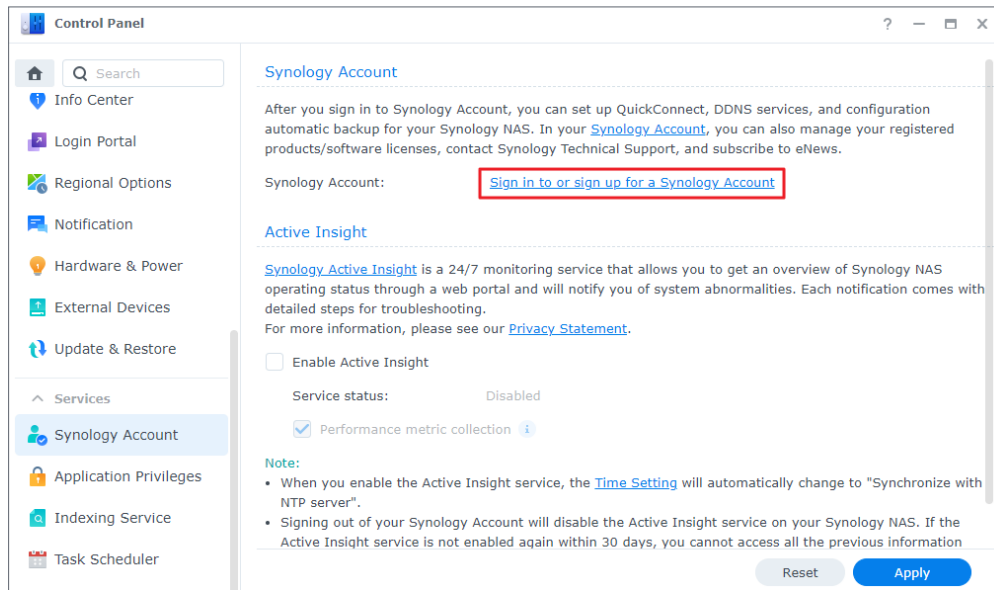 Control Panel
?
Search
Info Center
Login Portal
Regional Options
Notification
Hardware & Power
External Devices
Update & Restore
Services
Synology Account
Application Privileges
Indexing Service
Task Scheduler
Synology Account
After you sign in to Synology Account, you can set up QuickConnect, DDNS services, and configuration
automatic backup for your Synology NAS. In your Synology Account, you can also manage your registered
products/software licenses, contact Synology Technical Support, and subscribe to eNews.
Synology Account: Sign in to or sign up for a Synology Account
Active Insight
Synology Active Insight is a 24/7 monitoring service that allows you to get an overview of Synology NAS
operating status through a web portal and will notify you of system abnormalities. Each notification comes with
detailed steps for troubleshooting.
For more information, please see our Privacy Statement.
Enable Active Insight
Service status: Disabled
Performance metric collection i
Note:
• When you enable the Active Insight service, the Time Setting will automatically change to "Synchronize with
NTP server".
• Signing out of your Synology Account will disable the Active Insight service on your Synology NAS. If the
Active Insight service is not enabled again within 30 days, you cannot access all the previous information
Reset Apply